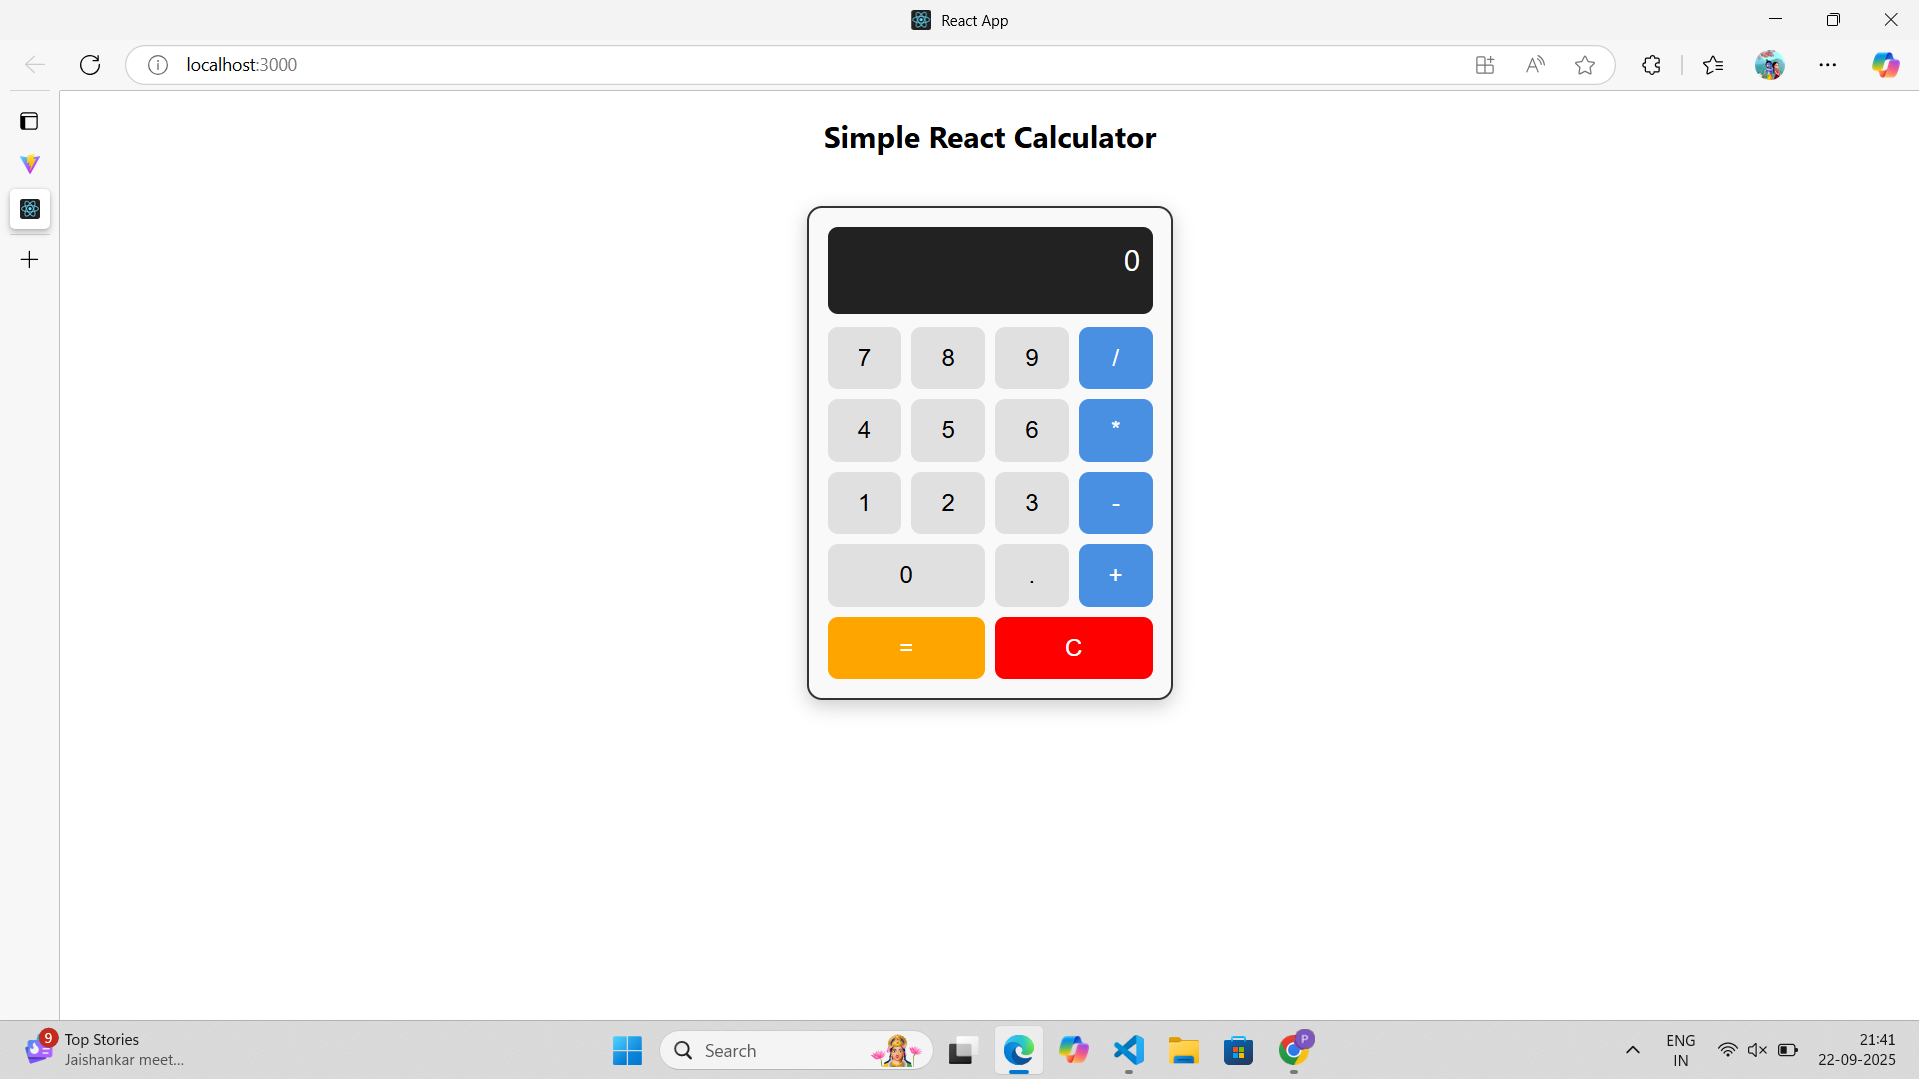 React App
localhost:3000
Simple React Calculator
0
7 8 9 /
4 5 6 *
1 2 3 -
0 . +
= C
9
Top Stories
Jaishankar meet...
Search
P
ENG
IN
21:41
22-09-2025